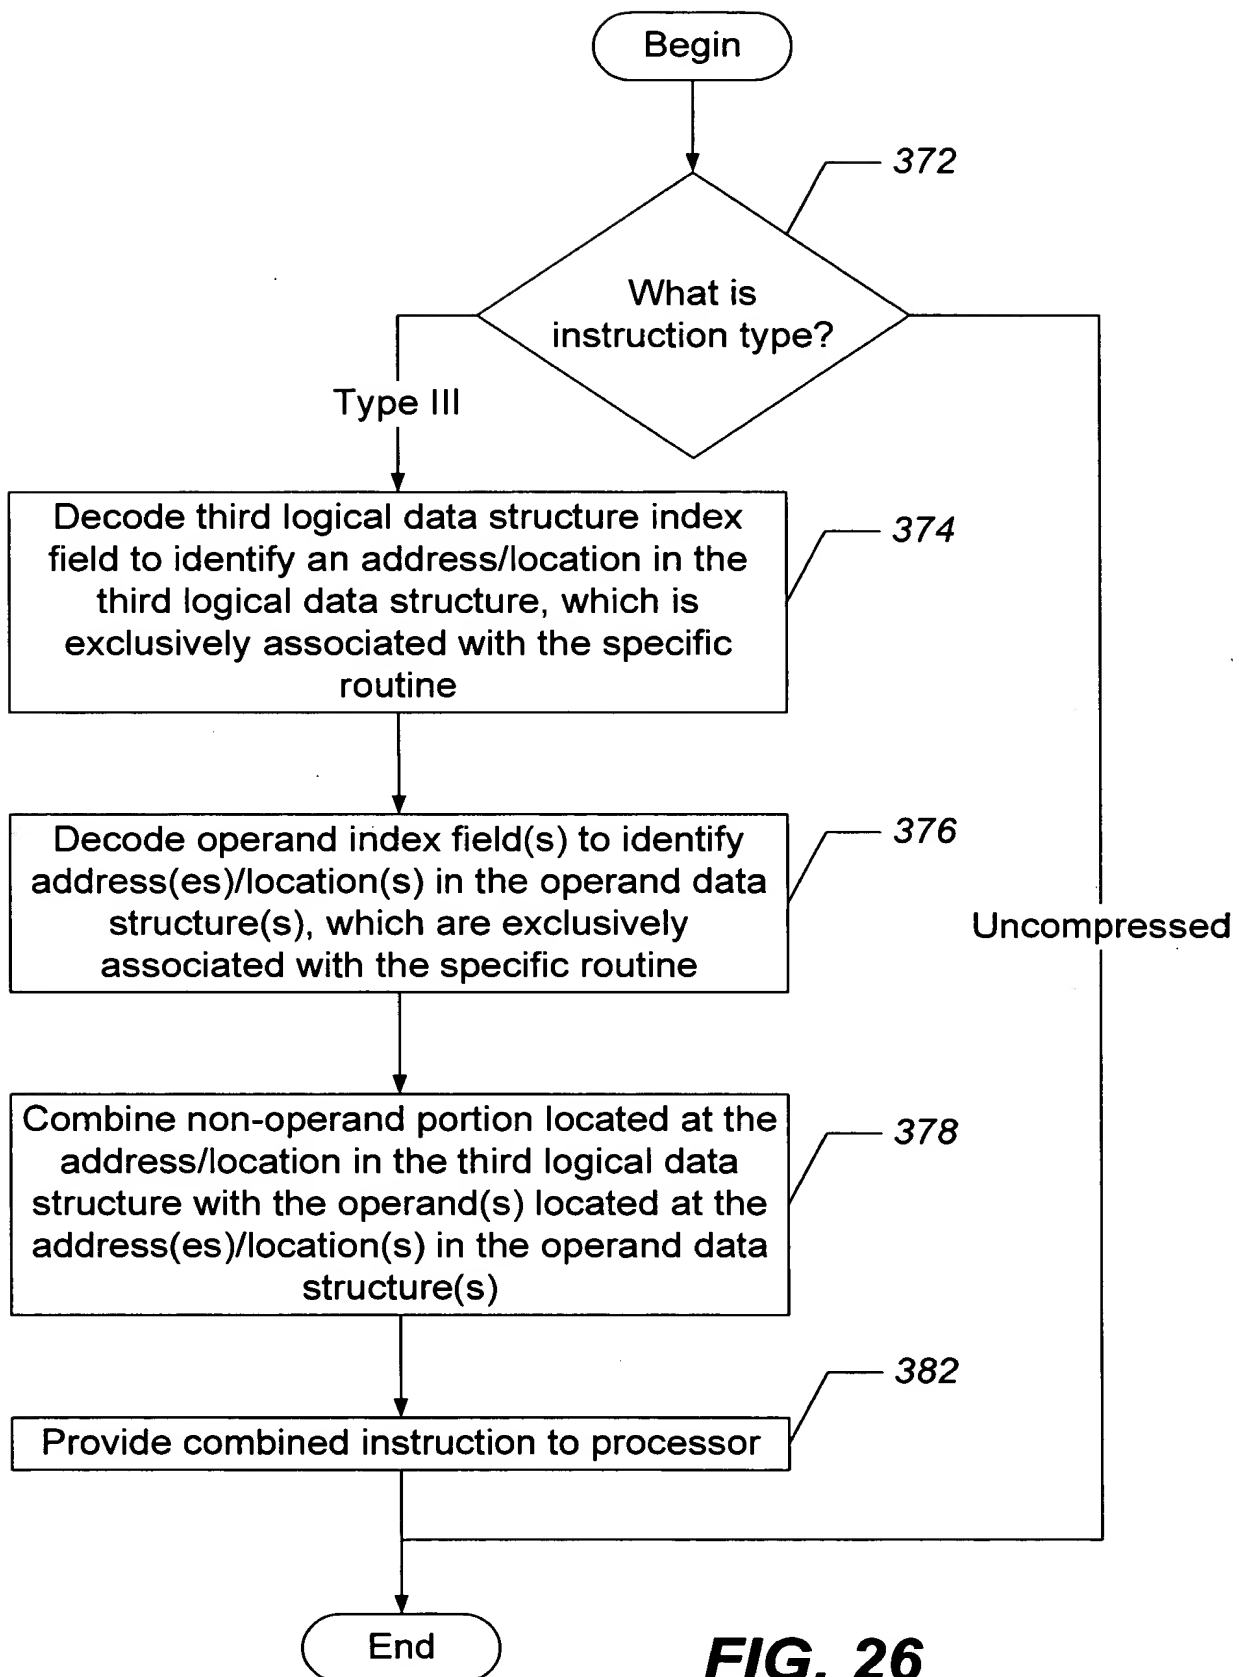 Begin
372
What is
instruction type?
Type III
Decode third logical data structure index
field to identify an address/location in the
third logical data structure, which is
exclusively associated with the specific
routine
374
Decode operand index field(s) to identify
address(es)/location(s) in the operand data
structure(s), which are exclusively
associated with the specific routine
376
Uncompressed
Combine non-operand portion located at the
address/location in the third logical data
structure with the operand(s) located at the
address(es)/location(s) in the operand data
structure(s)
378
382
Provide combined instruction to processor
End
FIG. 26